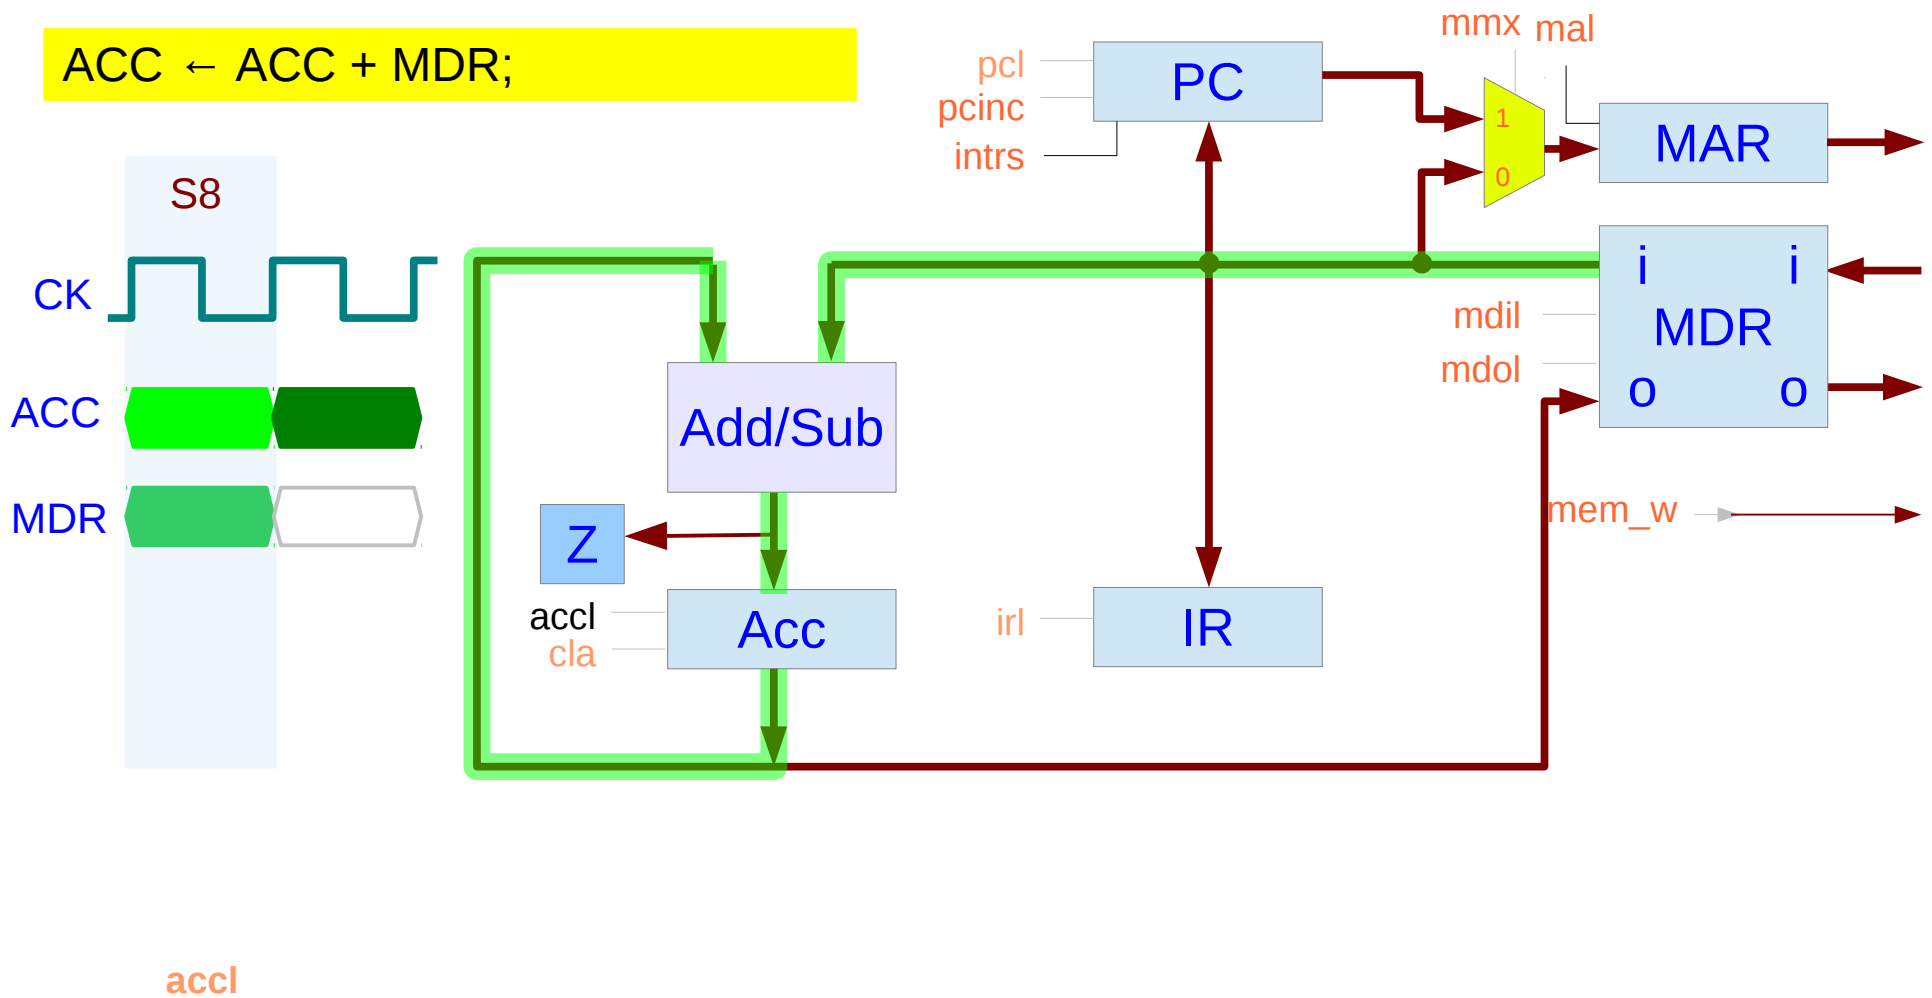 ACC ← ACC + MDR;
mmx
mal
pcl
pcinc
intrs
PC
1
0
MAR
S8
CK
ACC
MDR
i
i
MDR
o
o
mdil
mdol
mem_w
Add/Sub
Z
accl
cla
Acc
irl
IR
accl